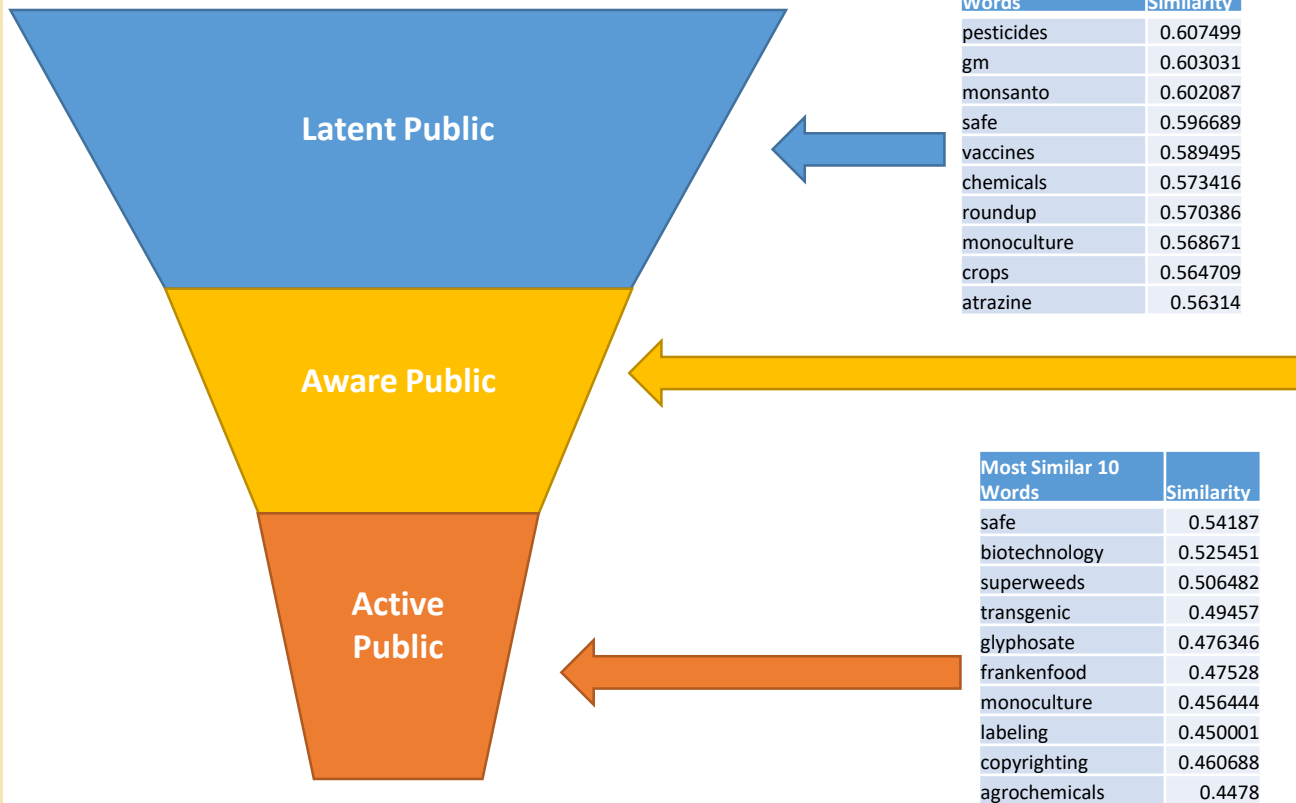 Words Similarity
pesticides 0.607499
gm 0.603031
monsanto 0.602087
safe 0.596689
vaccines 0.589495
chemicals 0.573416
roundup 0.570386
monoculture 0.568671
crops 0.564709
atrazine 0.56314
Latent Public
Aware Public
Active
Public
Most Similar 10
Words Similarity
safe 0.54187
biotechnology 0.525451
superweeds 0.506482
transgenic 0.49457
glyphosate 0.476346
frankenfood 0.47528
monoculture 0.456444
labeling 0.450001
copyrighting 0.460688
agrochemicals 0.4478